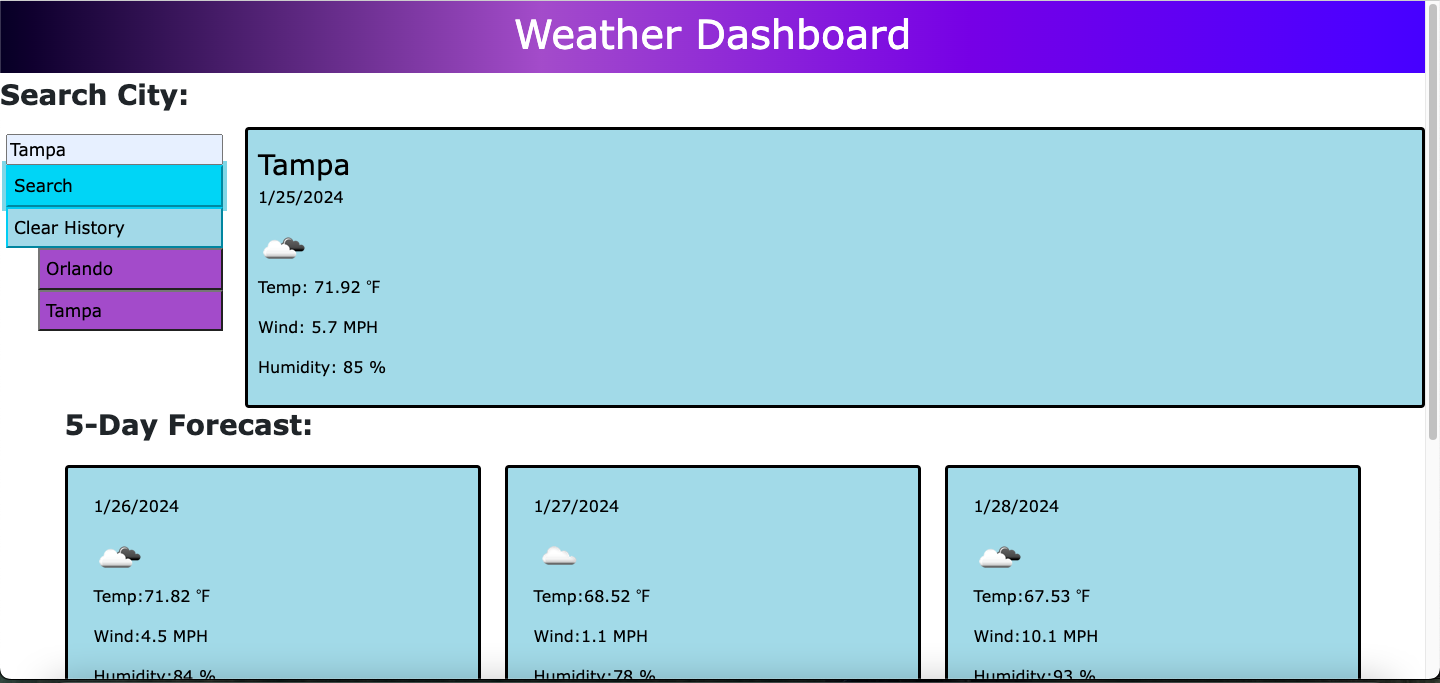 Weather Dashboard
Search City:
Tampa
Search
Clear History
Orlando
Tampa
Tampa
1/25/2024
Temp: 71.92 °F
Wind: 5.7 MPH
Humidity: 85 %
5-Day Forecast:
1/26/2024
Temp:71.82 °F
Wind:4.5 MPH
Humidity:84 %
1/27/2024
Temp:68.52 °F
Wind:1.1 MPH
Humidity:78 %
1/28/2024
Temp:67.53 °F
Wind:10.1 MPH
Humidity:93 %